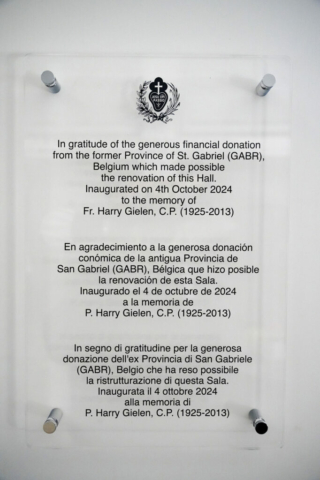 In gratitude of the generous financial donation
from the former Province of St. Gabriel (GABR),
Belgium which made possible
the renovation of this Hall.
Inaugurated on 4th October 2024
to the memory of
Fr. Harry Gielen, C.P. (1925-2013)
En agradecimiento a la generosa donación
conómica de la antigua Provincia de
San Gabriel (GABR), Bélgica que hizo posible
la renovación de esta Sala.
Inaugurado el 4 de octubre de 2024
a la memoria de
P. Harry Gielen, C.P. (1925-2013)
In segno di gratitudine per la generosa
donazione dell'ex Provincia di San Gabriele
(GABR), Belgio che ha reso possibile
la ristrutturazione di questa Sala.
Inaugurata il 4 ottobre 2024
alla memoria di
P. Harry Gielen, C.P. (1925-2013)